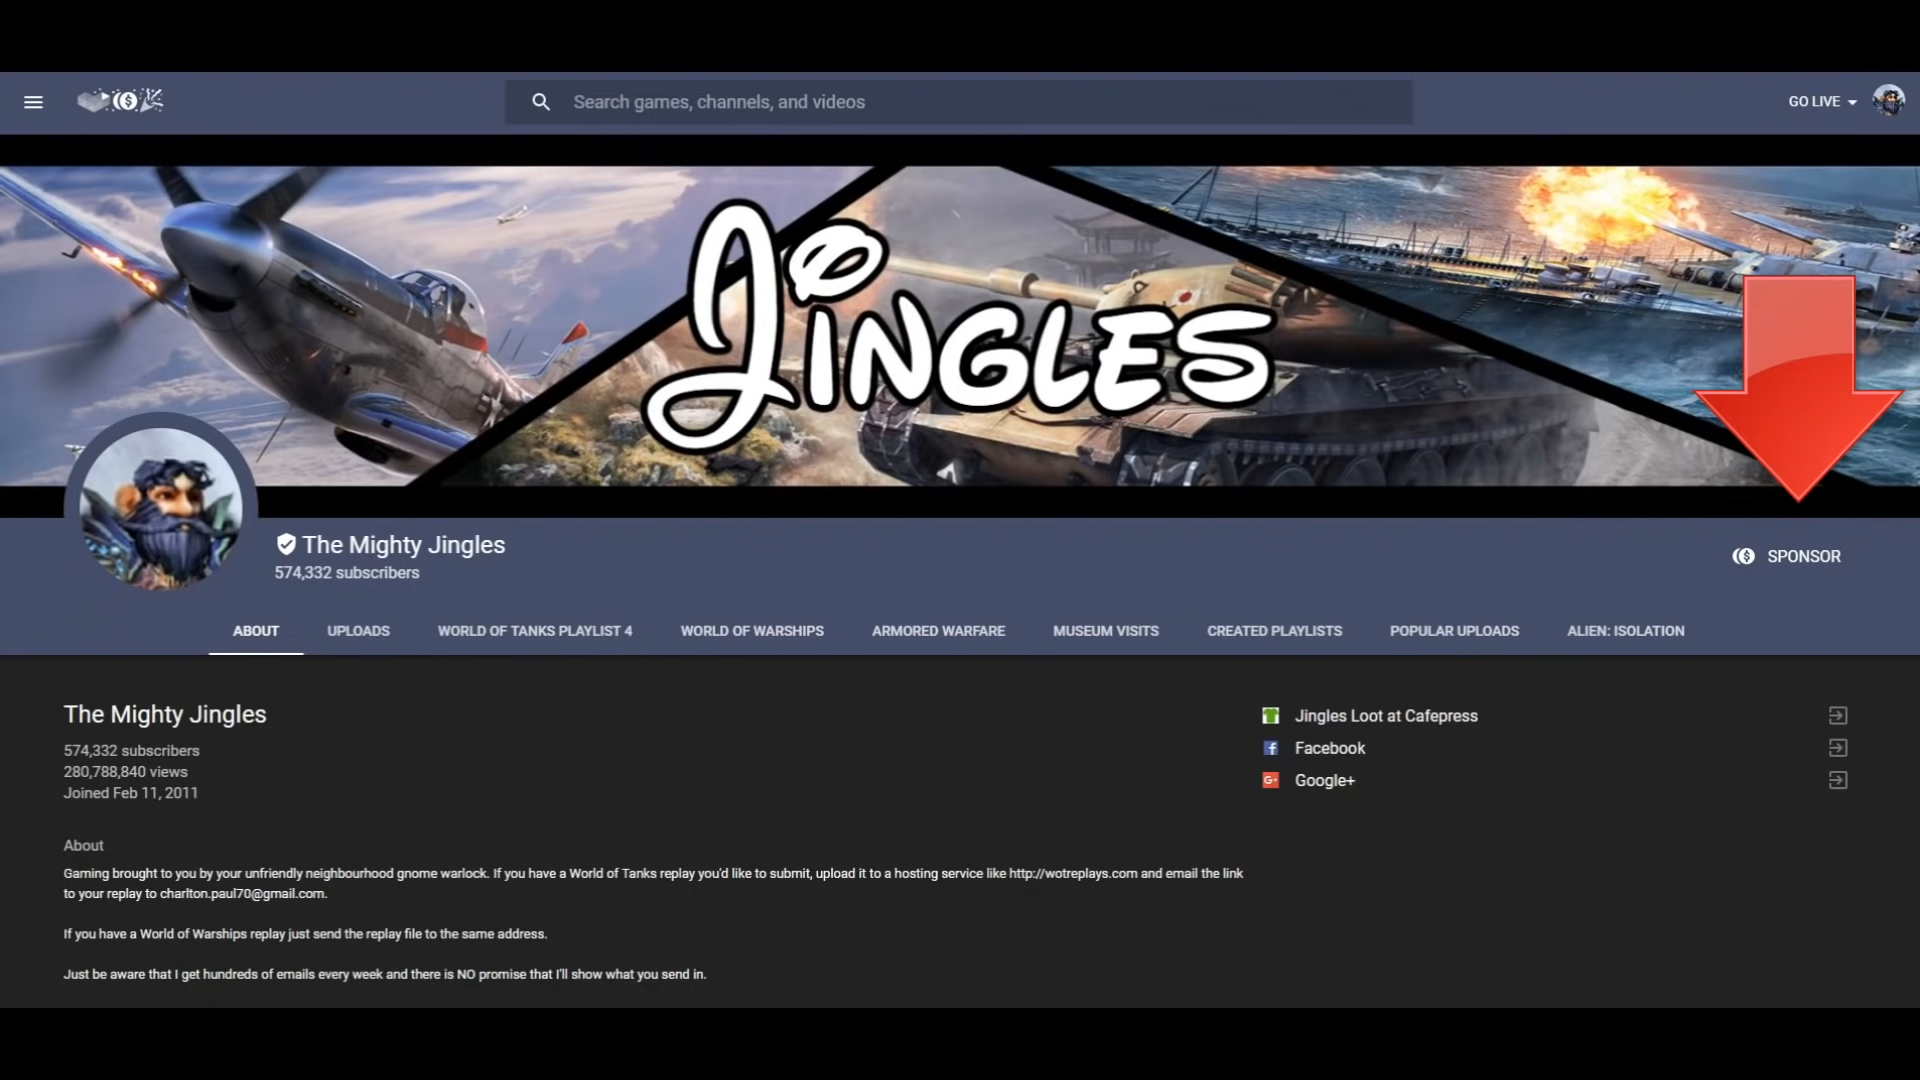 Search games, channels, and videos
GO LIVE
JINGLES
The Mighty Jingles
574,332 subscribers
SPONSOR
ABOUT
UPLOADS
WORLD OF TANKS PLAYLIST 4
WORLD OF WARSHIPS
ARMORED WARFARE
MUSEUM VISITS
CREATED PLAYLISTS
POPULAR UPLOADS
ALIEN: ISOLATION
The Mighty Jingles
574,332 subscribers
280,788,840 views
Joined Feb 11, 2011
Jingles Loot at Cafepress
Facebook
Google+
About
Gaming brought to you by your unfriendly neighbourhood gnome warlock. If you have a World of Tanks replay you'd like to submit, upload it to a hosting service like http://wotreplays.com and email the link
to your replay to charlton.paul70@gmail.com.
If you have a World of Warships replay just send the replay file to the same address.
Just be aware that I get hundreds of emails every week and there is NO promise that I'll show what you send in.